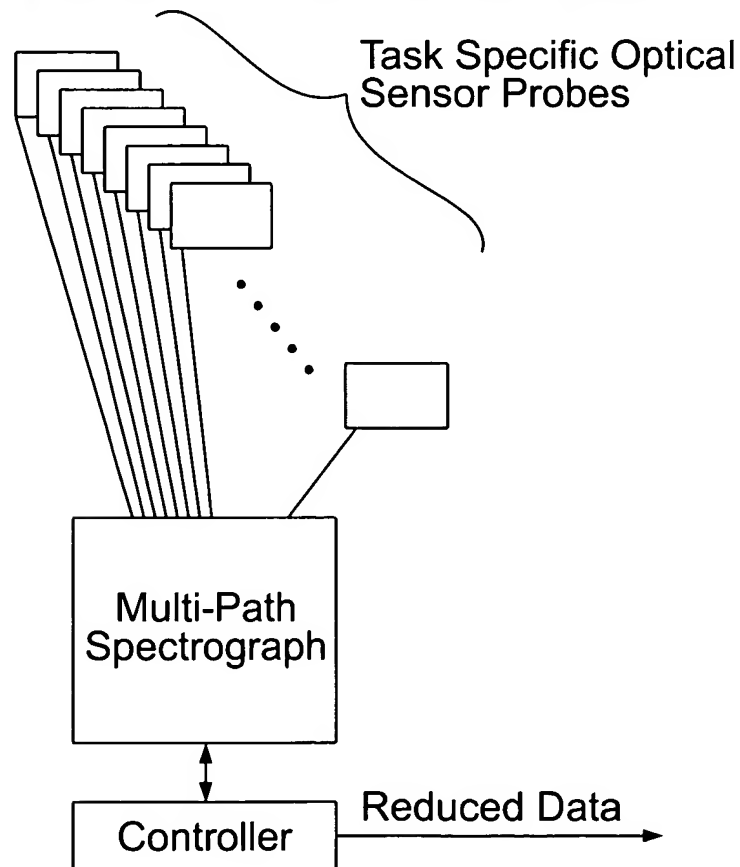 Task Specific Optical
Sensor Probes
Multi-Path
Spectrograph
Reduced Data
Controller